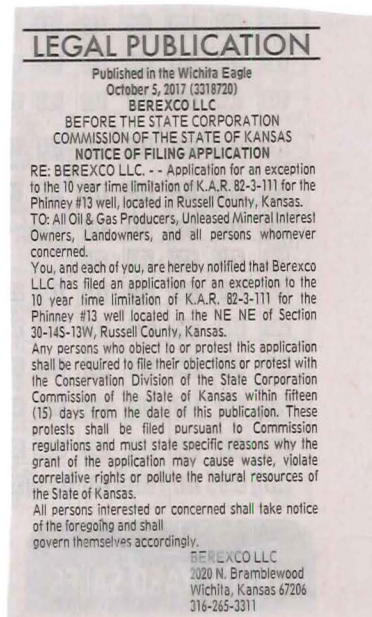 LEGAL PUBLICATION
Published in the Wichita Eagle
October 5, 2017 (3318720)
BEREXCO LLC
BEFORE THE STATE CORPORATION
COMMISSION OF THE STATE OF KANSAS
NOTICE OF FILING APPLICATION
RE: BEREXCO LLC. - - Application for an exception
to the 10 year time limitation of K.A.R. 82-3-111 for the
Phinney #13 well, located in Russell County, Kansas.
TO: All Oil & Gas Producers, Unleased Mineral Interest
Owners, Landowners, and all persons whomever
concerned.
You, and each of you, are hereby notified that Berexco
LLC has filed an application for an exception to the
10 year time limitation of K.A.R. 82-3-111 for the
Phinney #13 well located in the NE NE of Section
30-14S-13W, Russell County, Kansas.
Any persons who object to or protest this application
shall be required to file their objections or protest with
the Conservation Division of the State Corporation
Commission of the State of Kansas within fifteen
(15) days from the date of this publication. These
protests shall be filed pursuant to Commission
regulations and must state specific reasons why the
grant of the application may cause waste, violate
correlative rights or pollute the natural resources of
the State of Kansas.
All persons interested or concerned shall take notice
of the foregoing and shall
govern themselves accordingly.
BEREXCO LLC
2020 N. Bramblewood
Wichita, Kansas 67206
316-265-3311